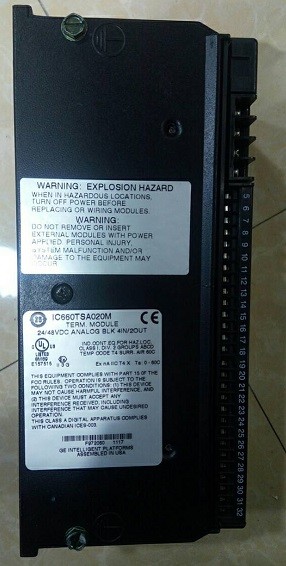 WARNING: EXPLOSION HAZARD
WHEN IN HAZARDOUS LOCATIONS,
TURN OFF POWER BEFORE
REPLACING OR WIRING MODULES.
WARNING:
DO NOT REMOVE OR INSERT
EXTERNAL MODULES WITH POWER
APPLIED. PERSONAL INJURY,
SYSTEM MALFUNCTION AND/OR
DAMAGE TO THE EQUIPMENT MAY
OCCUR
IC660TSA020M
TERM. MODULE
24/48VDC ANALOG BLK 4IN/2OUT
UL
LISTED
IND.CONT.EQ FOR HAZ.LOC.
CLASS I, DIV. 2 GROUPS ABCD
TEMP CODE T4 SURR. AIR 60C
THIS EQUIPMENT COMPLIES WITH PART 15 OF THE
FCC RULES. OPERATION IS SUBJECT TO THE
FOLLOWING TWO CONDITIONS: (1) THIS DEVICE
MAY NOT CAUSE HARMFUL INTERFERENCE, AND
(2) THIS DEVICE MUST ACCEPT ANY
INTERFERENCE RECEIVED, INCLUDING
INTERFERENCE THAT MAY CAUSE UNDESIRED
OPERATION.
THIS CLASS A DIGITAL APPARATUS COMPLIES
WITH CANADIAN ICES-003.
1117
GE INTELLIGENT PLATFORMS
ASSEMBLED IN USA
5
6
7
8
9
10
11
12
13
14
15
16
17
18
19
20
21
22
23
24
25
26
27
28
29
30
31
32